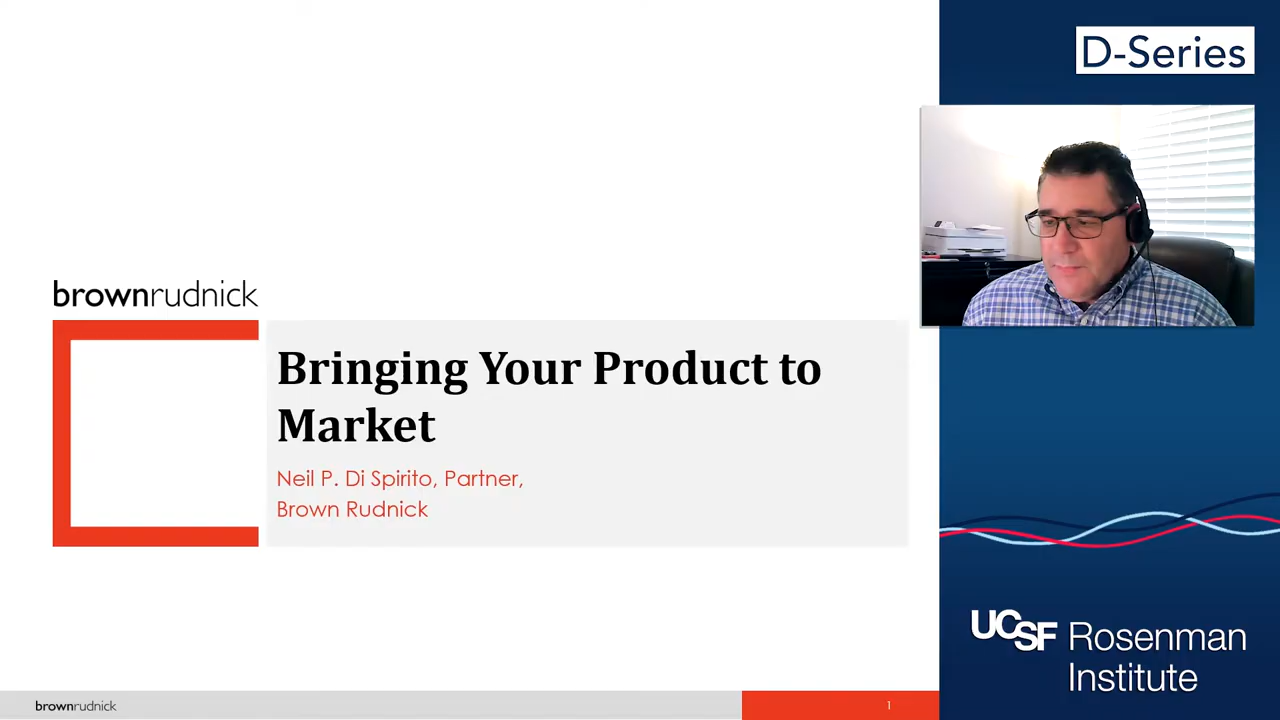 D-Series
brownrudnick
Bringing Your Product to
Market
Neil P. Di Spirito, Partner,
Brown Rudnick
UCSF Rosenman
Institute
brownrudnick
1